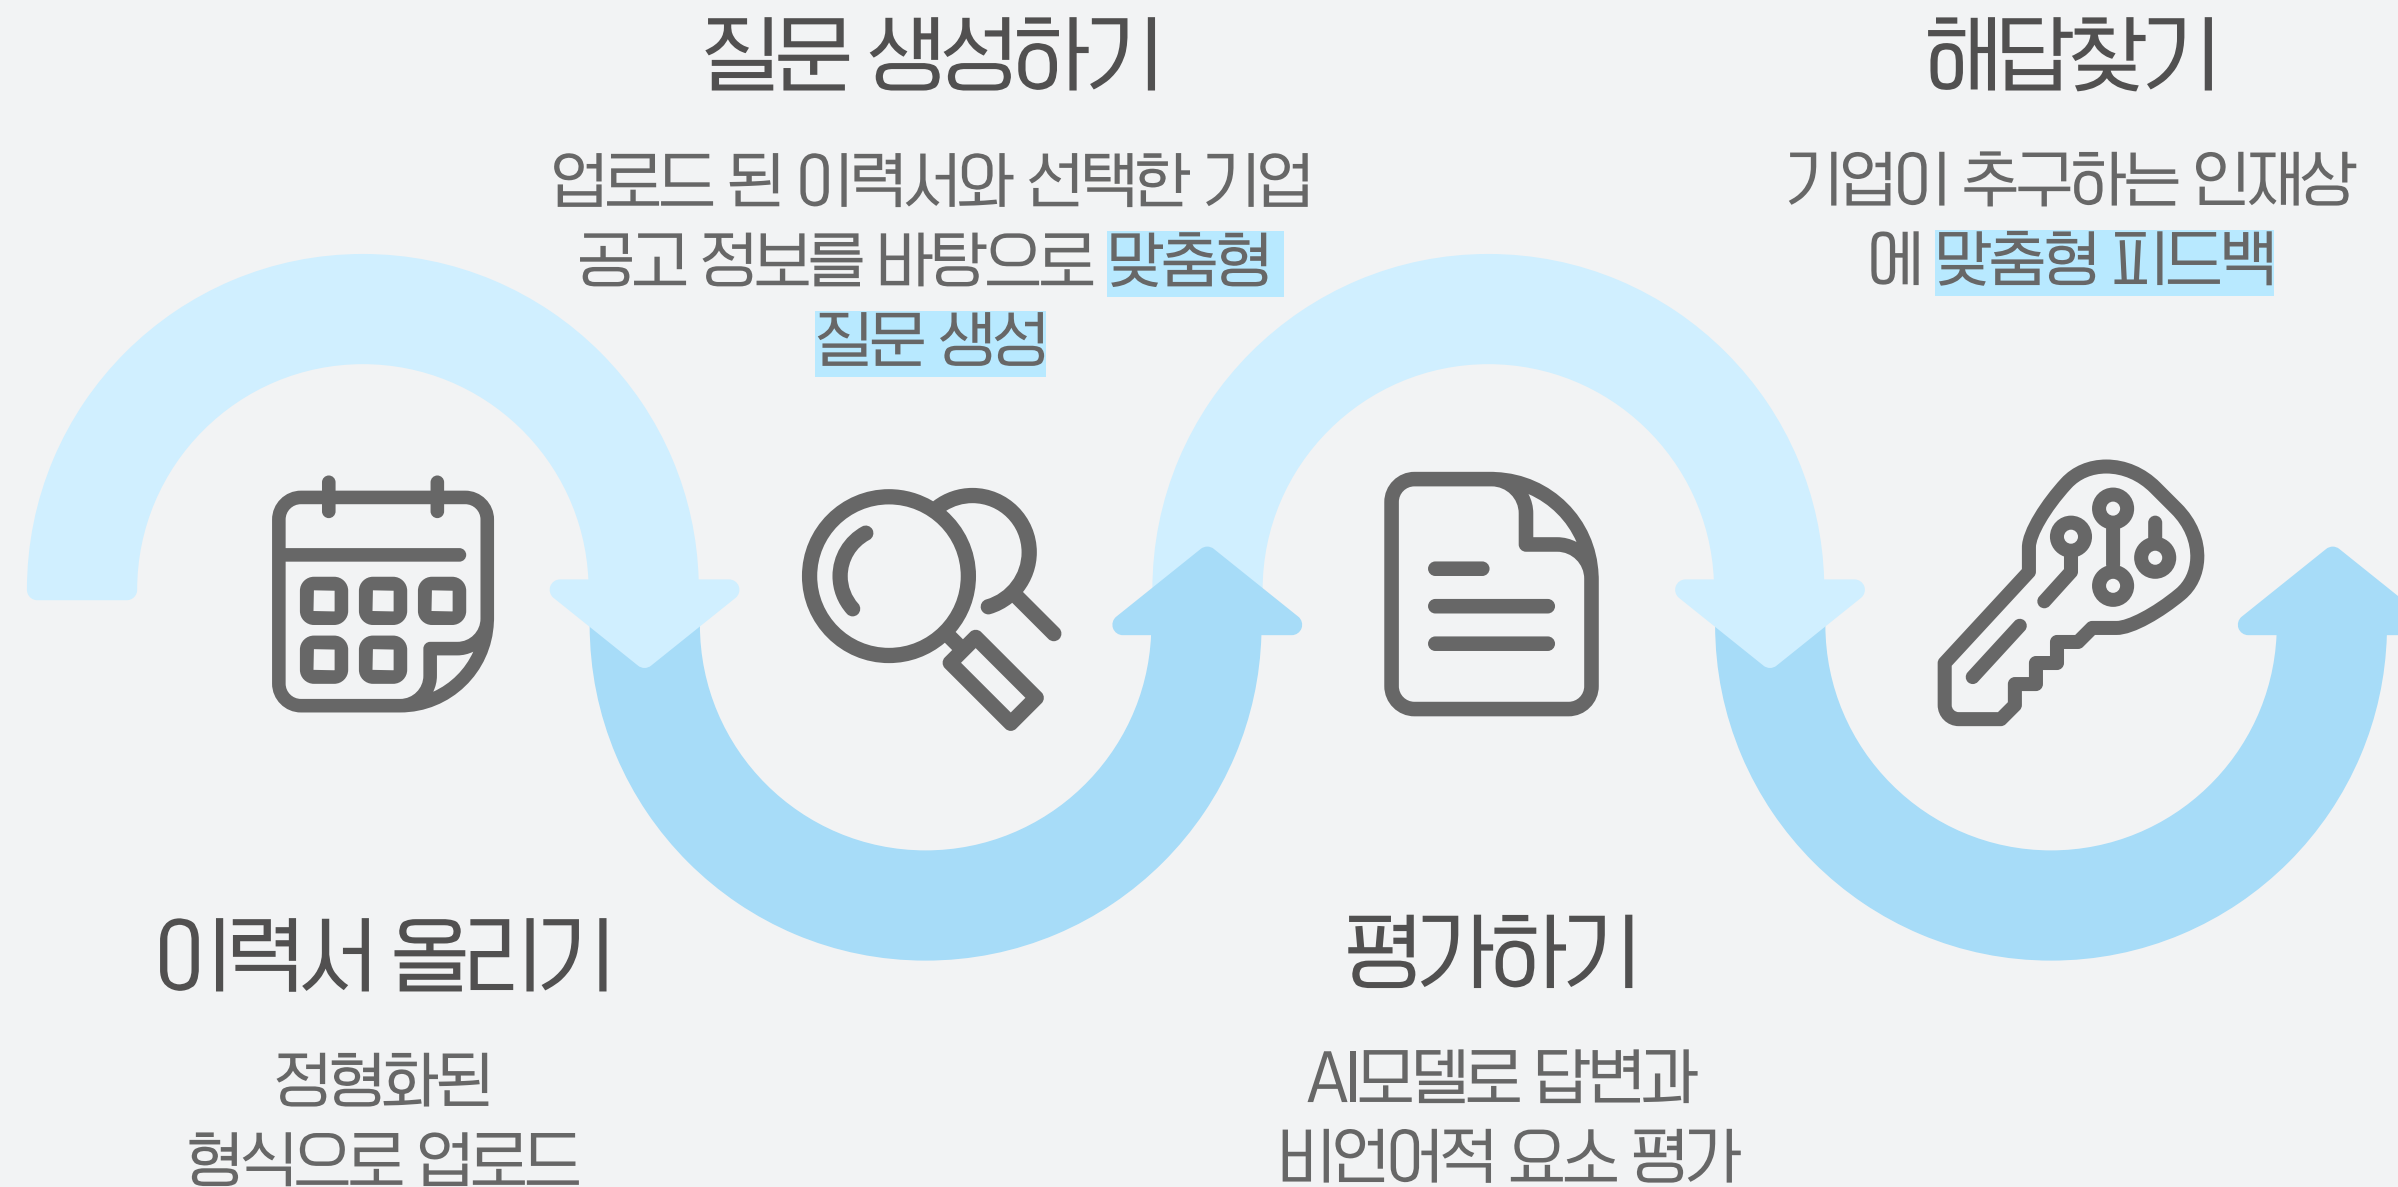 질문 생성하기
업로드 된 이력서와 선택한 기업
공고 정보를 바탕으로 맞춤형
질문 생성
해답찾기
기업이 추구하는 인재상
에 맞춤형 피드백
이력서 올리기
정형화된
형식으로 업로드
평가하기
AI모델로 답변과
비언어적 요소 평가